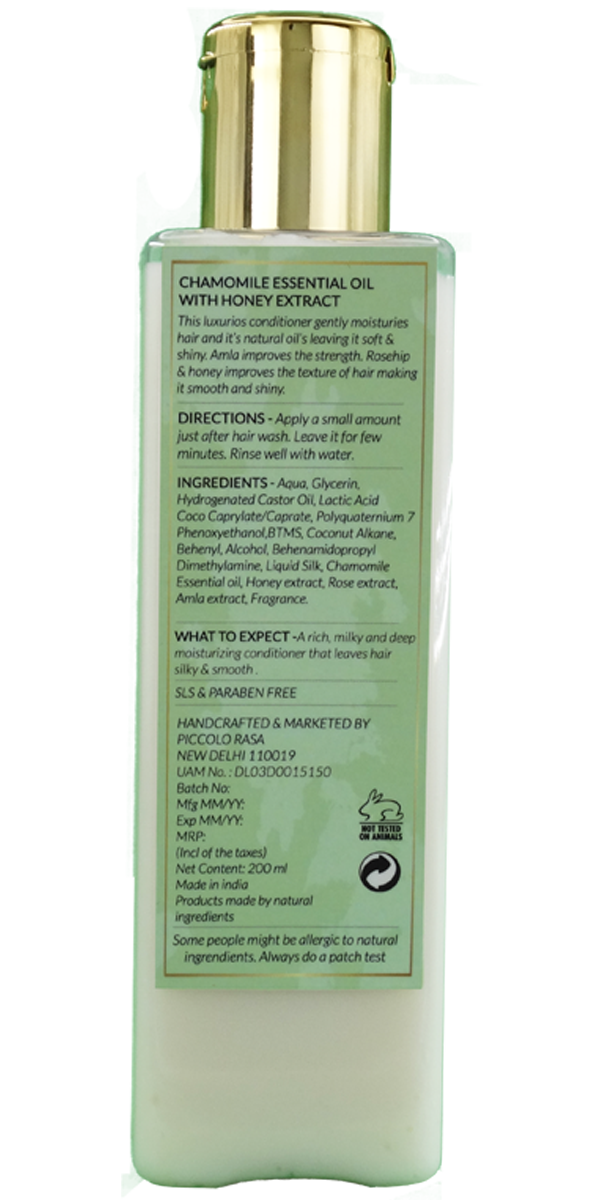 CHAMOMILE ESSENTIAL OIL
WITH HONEY EXTRACT
This luxurios conditioner gently moisturies
hair and it's natural oil's leaving it soft &
shiny. Amla improves the strength. Rosehip
& honey improves the texture of hair making
it smooth and shiny.
DIRECTIONS - Apply a small amount
just after hair wash. Leave it for few
minutes. Rinse well with water.
INGREDIENTS - Aqua, Glycerin,
Hydrogenated Castor Oil, Lactic Acid
Coco Caprylate/Caprate, Polyquaternium 7
Phenoxyethanol,BTMS, Coconut Alkane,
Behenyl, Alcohol, Behenamidopropyl
Dimethylamine, Liquid Silk, Chamomile
Essential oil, Honey extract, Rose extract,
Amla extract, Fragrance.
WHAT TO EXPECT -A rich, milky and deep
moisturizing conditioner that leaves hair
silky & smooth .
SLS & PARABEN FREE
HANDCRAFTED & MARKETED BY
PICCOLO RASA
NEW DELHI 110019
UAM No. : DL03D0015150
Batch No:
Mfg MM/YY:
Exp MM/YY:
MRP:
(Incl of the taxes)
Net Content: 200 ml
Made in india
Products made by natural
ingredients
NOT TESTED
ON ANIMALS
Some people might be allergic to natural
ingrendients. Always do a patch test